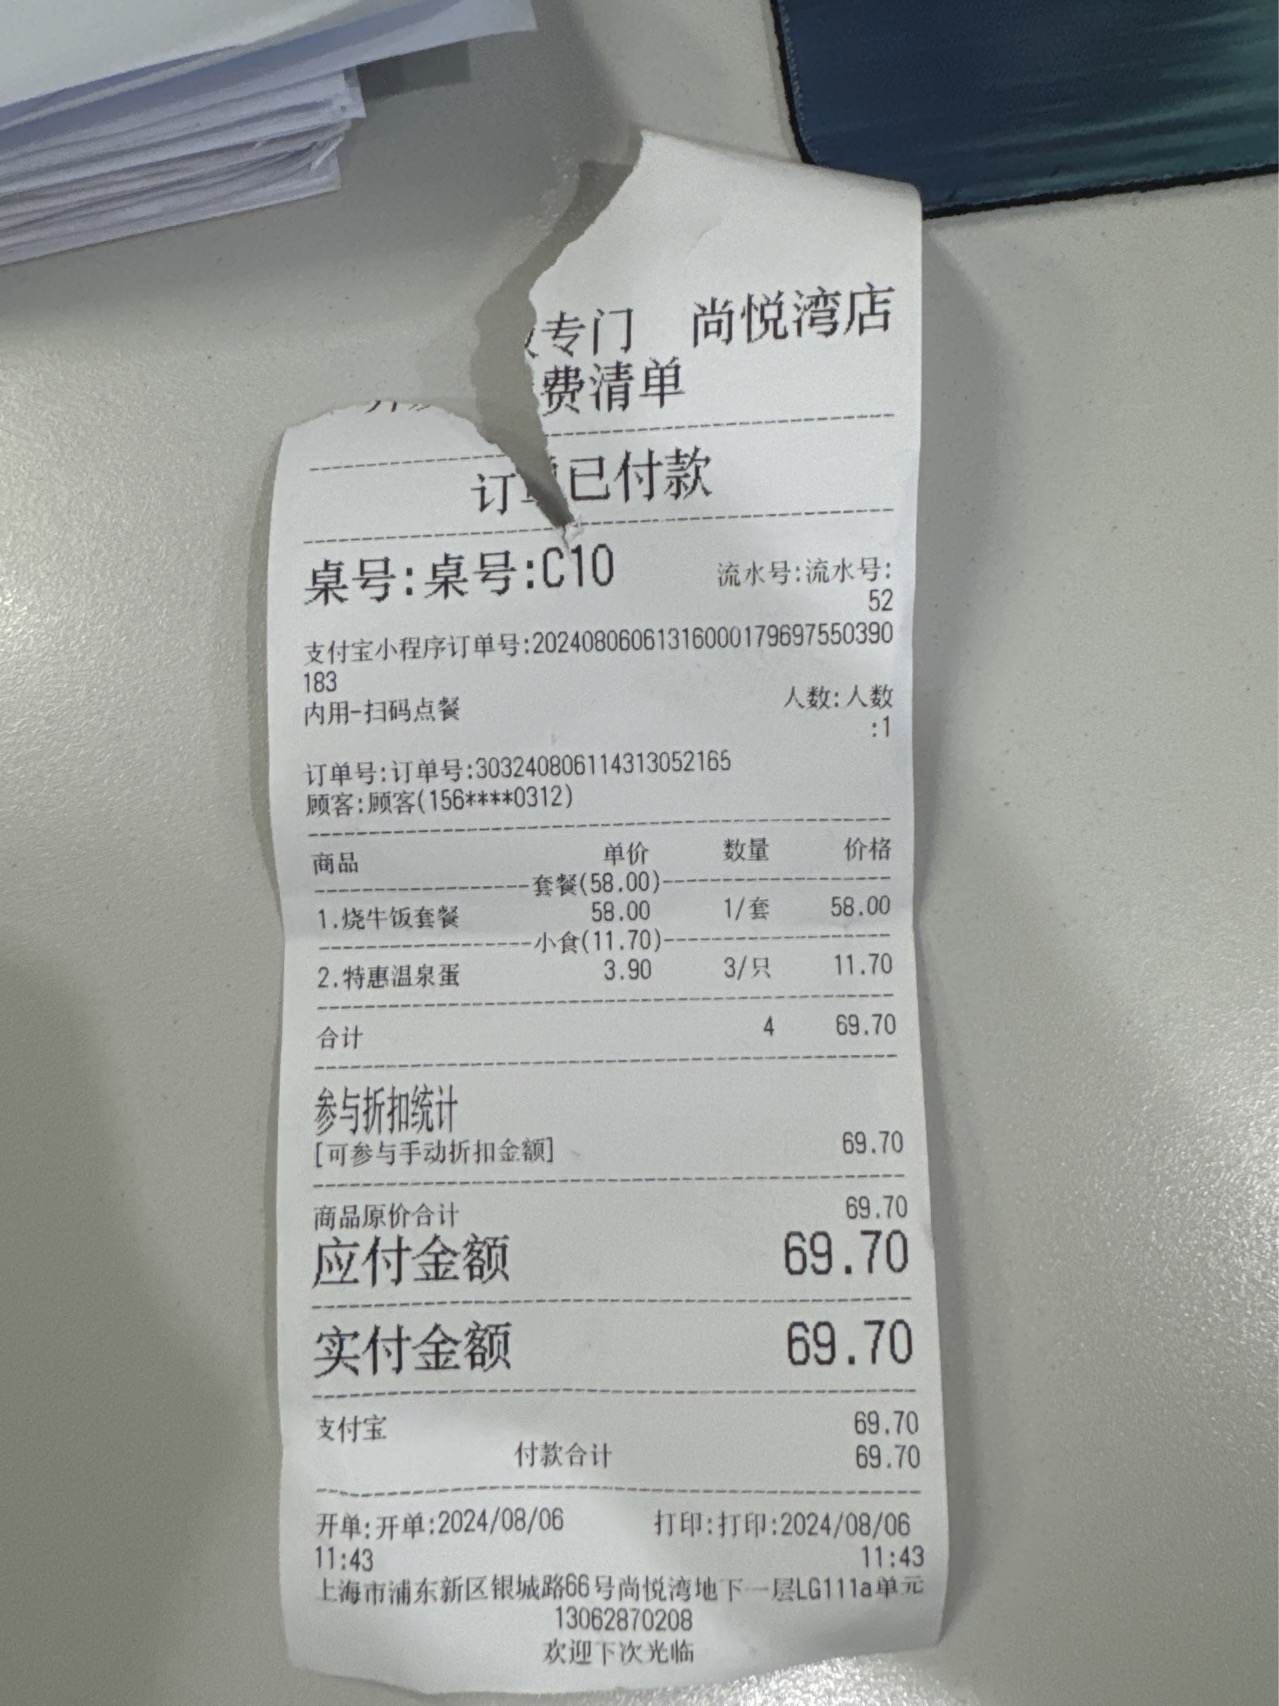 专门 尚悦湾店
费清单
订单已付款
桌号:桌号:C10
流水号:流水号:
52
支付宝小程序订单号:2024080606131600017969755​0390
183
内用-扫码点餐
人数:人数
:1
订单号:订单号:303240806114313052165
顾客:顾客(156****0312)
商品 单价 数量 价格
套餐(58.00)
1.烧牛饭套餐 58.00 1/套 58.00
小食(11.70)
2.特惠温泉蛋 3.90 3/只 11.70
合计 4 69.70
参与折扣统计
[可参与手动折扣金额] 69.70
商品原价合计 69.70
应付金额 69.70
实付金额 69.70
支付宝 69.70
付款合计 69.70
开单:开单:2024/08/06 打印:打印:2024/08/06
11:43 11:43
上海市浦东新区银城路66号尚悦湾地下一层LG111a单元
13062870208
欢迎下次光临